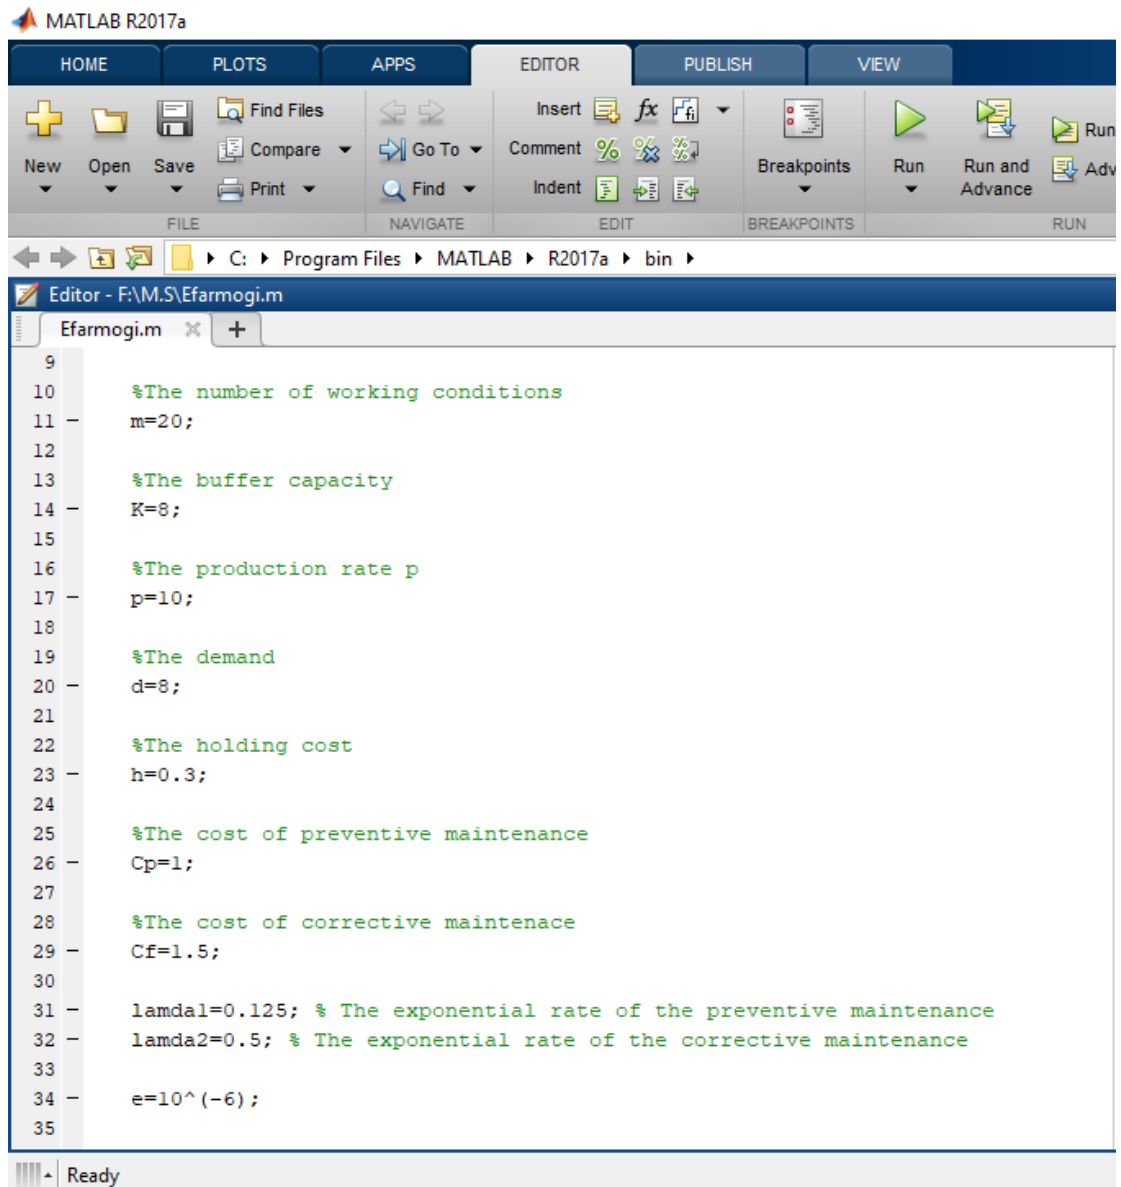 MATLAB R2017a
HOME PLOTS APPS EDITOR PUBLISH VIEW
New Open Save Find Files Compare Print
FILE
Go To Find
NAVIGATE
Insert fx fi
Comment % % %
Indent
EDIT
Breakpoints
BREAKPOINTS
Run Run and Advance Run Adv
RUN
C: Program Files MATLAB R2017a bin
Editor - F:\M.S\Efarmogi.m
Efarmogi.m +
9
10 %The number of working conditions
11 – m=20;
12
13 %The buffer capacity
14 – K=8;
15
16 %The production rate p
17 – p=10;
18
19 %The demand
20 – d=8;
21
22 %The holding cost
23 – h=0.3;
24
25 %The cost of preventive maintenance
26 – Cp=1;
27
28 %The cost of corrective maintenace
29 – Cf=1.5;
30
31 – lamda1=0.125; % The exponential rate of the preventive maintenance
32 – lamda2=0.5; % The exponential rate of the corrective maintenance
33
34 – e=10^(-6);
35
Ready